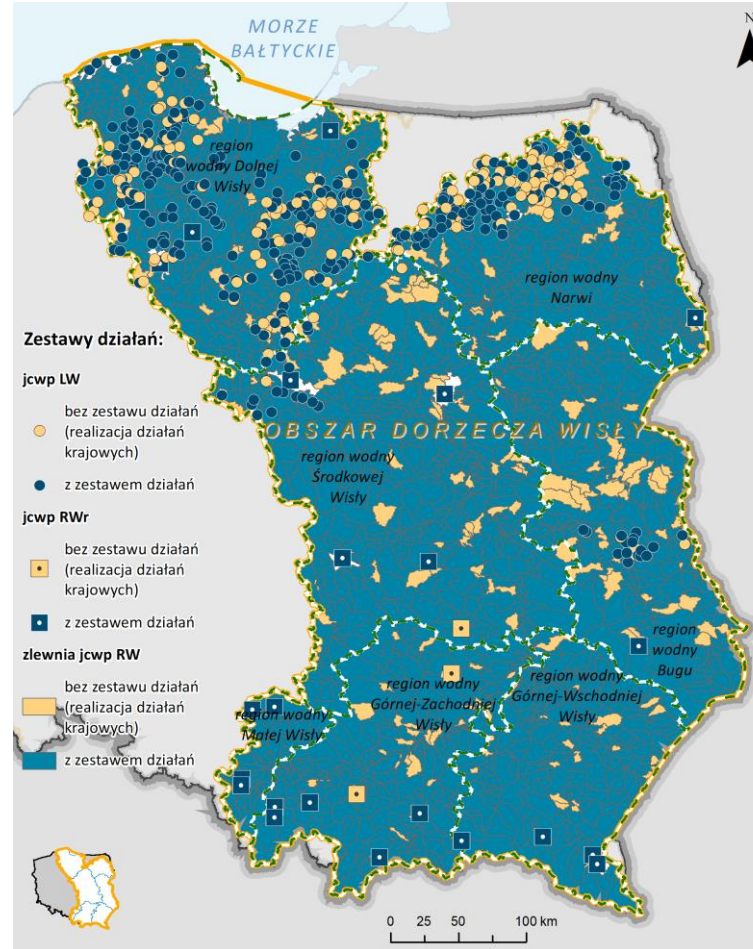 MORZE
BAŁTYCKIE
N
region
wodny Dolnej
Wisły
region wodny
Narwi
Zestawy działań:
jcwp LW
bez zestawu działań
(realizacja działań
krajowych)
z zestawem działań
jcwp RWr
bez zestawu działań
(realizacja działań
krajowych)
z zestawem działań
zlewnia jcwp RW
bez zestawu działań
(realizacja działań
krajowych)
z zestawem działań
OBSZAR DORZECZA WISŁY
region wodny
Środkowej
Wisły
region
wodny
Bugu
region wodny
Górnej-Zachodniej
Wisły
region wodny
Górnej-Wschodniej
Wisły
region wodny
Małej Wisły
0 25 50 100 km